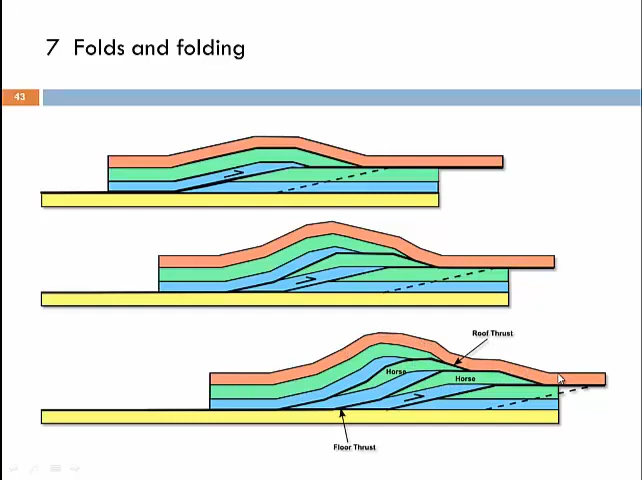 7 Folds and folding
43
Roof Thrust
Horse
Horse
Floor Thrust